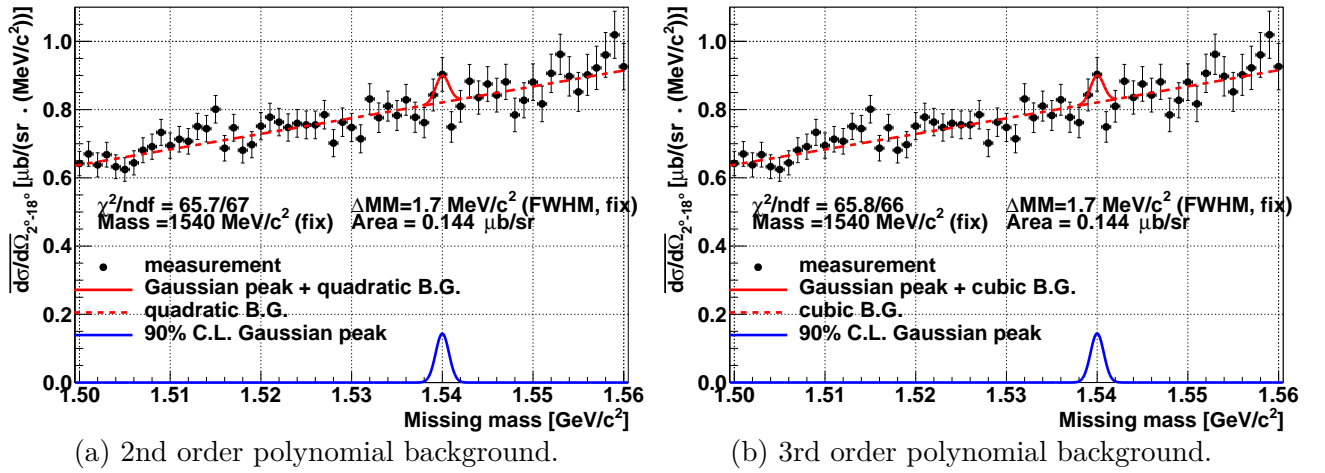 1.0
0.8
0.6
0.4
0.2
0.0
dσ/dΩ2°-18° [μb/(sr · (MeV/c²))]
χ²/ndf = 65.7/67 ΔMM=1.7 MeV/c² (FWHM, fix)
Mass =1540 MeV/c² (fix) Area = 0.144 μb/sr
measurement
Gaussian peak + quadratic B.G.
quadratic B.G.
90% C.L. Gaussian peak
1.50 1.51 1.52 1.53 1.54 1.55 1.56
Missing mass [GeV/c²]
(a) 2nd order polynomial background.
1.0
0.8
0.6
0.4
0.2
0.0
dσ/dΩ2°-18° [μb/(sr · (MeV/c²))]
χ²/ndf = 65.8/66 ΔMM=1.7 MeV/c² (FWHM, fix)
Mass =1540 MeV/c² (fix) Area = 0.144 μb/sr
measurement
Gaussian peak + cubic B.G.
cubic B.G.
90% C.L. Gaussian peak
1.50 1.51 1.52 1.53 1.54 1.55 1.56
Missing mass [GeV/c²]
(b) 3rd order polynomial background.